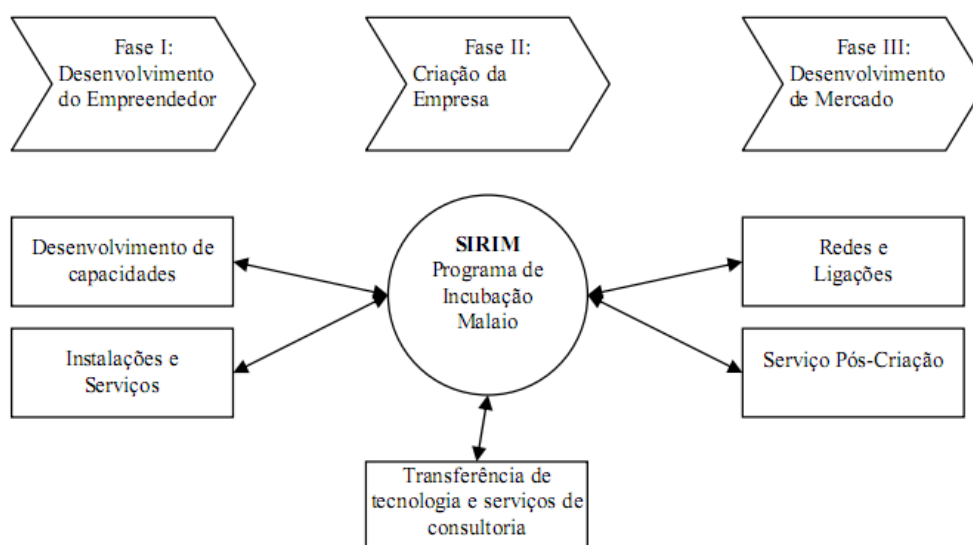 Fase I:
Desenvolvimento
do Empreendedor
Fase II:
Criação da
Empresa
Fase III:
Desenvolvimento
de Mercado
Desenvolvimento de
capacidades
Instalações e
Serviços
SIRIM
Programa de
Incubação
Malaio
Redes e
Ligações
Serviço Pós-Criação
Transferência de
tecnologia e serviços de
consultoria